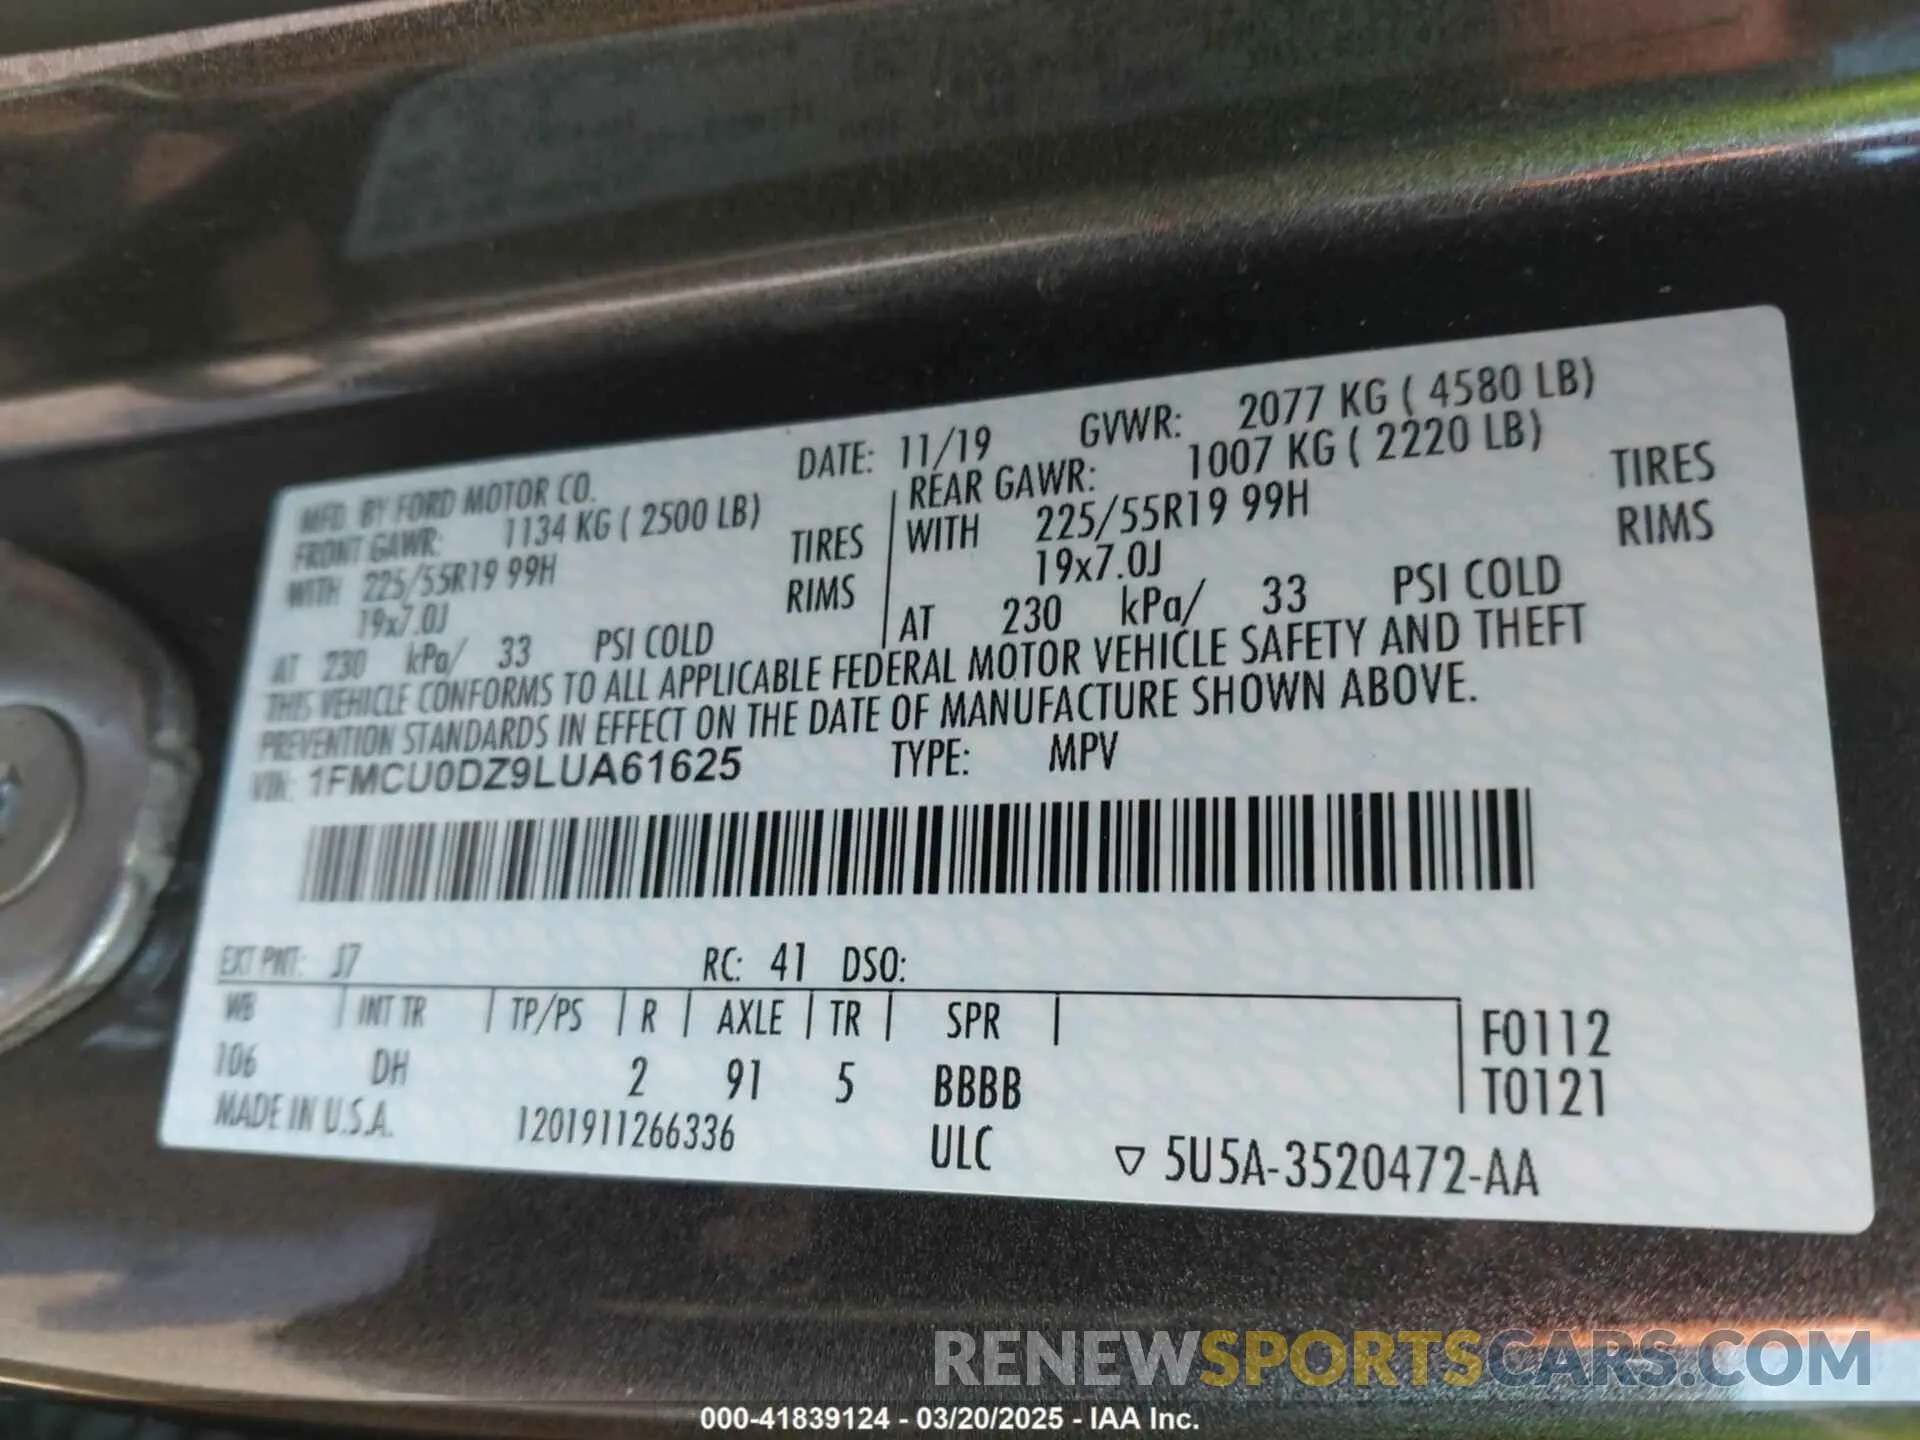 MFD. BY FORD MOTOR CO. DATE: 11/19 GVWR: 2077 KG ( 4580 LB)
FRONT GAWR: 1134 KG ( 2500 LB) REAR GAWR: 1007 KG ( 2220 LB)
WITH 225/55R19 99H TIRES WITH 225/55R19 99H TIRES
19x7.0J RIMS 19x7.0J RIMS
AT 230 kPa/ 33 PSI COLD AT 230 kPa/ 33 PSI COLD
THIS VEHICLE CONFORMS TO ALL APPLICABLE FEDERAL MOTOR VEHICLE SAFETY AND THEFT
PREVENTION STANDARDS IN EFFECT ON THE DATE OF MANUFACTURE SHOWN ABOVE.
VIN: 1FMCU0DZ9LUA61625 TYPE: MPV
EXT PNT: J7 RC: 41 DSO:
WB INT TR TP/PS R AXLE TR SPR F0112
106 DH 2 91 5 BBBB T0121
MADE IN U.S.A. 1201911266336 ULC ▽ 5U5A-3520472-AA
RENEWSPORTSCARS.COM
000-41839124 - 03/20/2025 - IAA Inc.